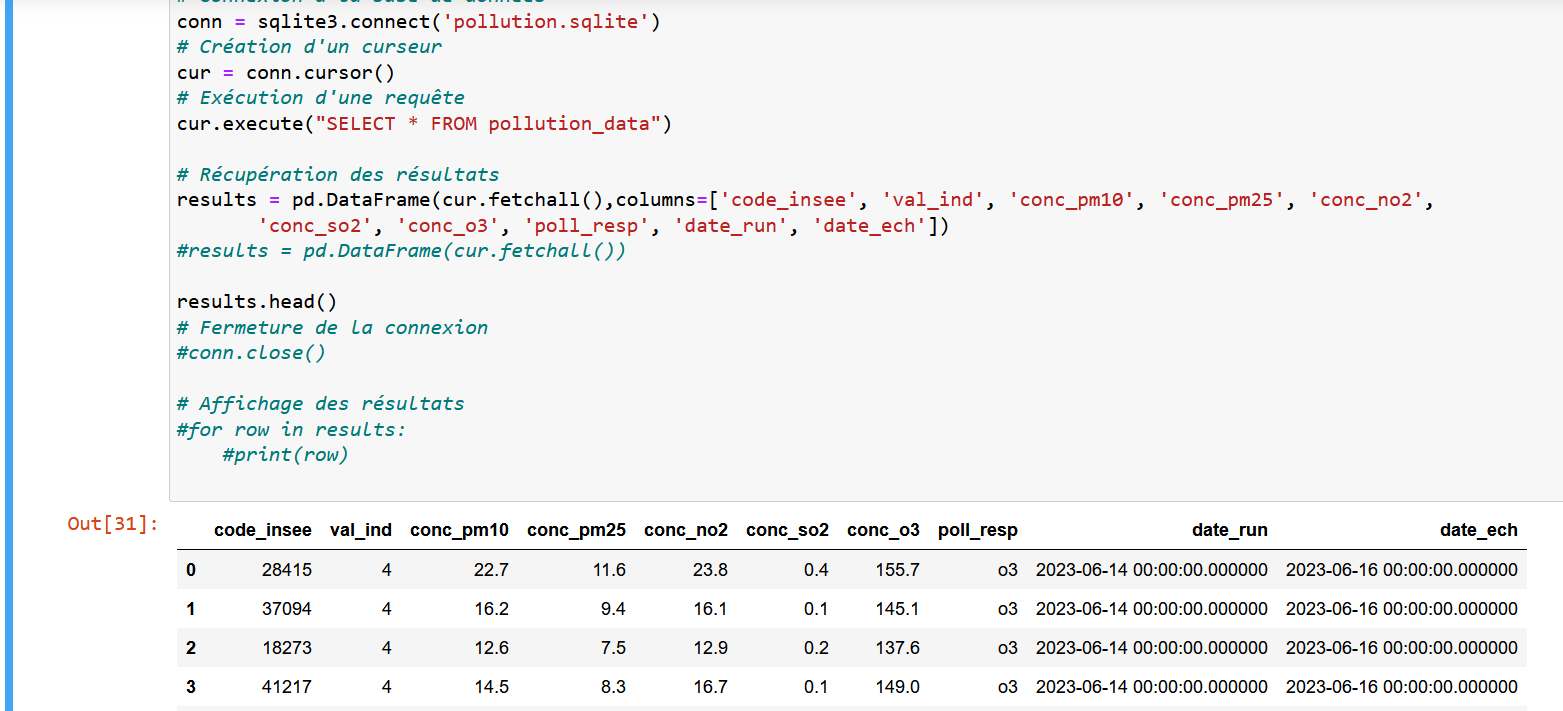 # Connexion à la base de données
conn = sqlite3.connect('pollution.sqlite')
# Création d'un curseur
cur = conn.cursor()
# Exécution d'une requête
cur.execute("SELECT * FROM pollution_data")
# Récupération des résultats
results = pd.DataFrame(cur.fetchall(),columns=['code_insee', 'val_ind', 'conc_pm10', 'conc_pm25', 'conc_no2',
'conc_so2', 'conc_o3', 'poll_resp', 'date_run', 'date_ech'])
#results = pd.DataFrame(cur.fetchall())
results.head()
# Fermeture de la connexion
#conn.close()
# Affichage des résultats
#for row in results:
#print(row)
Out[31]:
code_insee val_ind conc_pm10 conc_pm25 conc_no2 conc_so2 conc_o3 poll_resp date_run date_ech
0 28415 4 22.7 11.6 23.8 0.4 155.7 o3 2023-06-14 00:00:00.000000 2023-06-16 00:00:00.000000
1 37094 4 16.2 9.4 16.1 0.1 145.1 o3 2023-06-14 00:00:00.000000 2023-06-16 00:00:00.000000
2 18273 4 12.6 7.5 12.9 0.2 137.6 o3 2023-06-14 00:00:00.000000 2023-06-16 00:00:00.000000
3 41217 4 14.5 8.3 16.7 0.1 149.0 o3 2023-06-14 00:00:00.000000 2023-06-16 00:00:00.000000